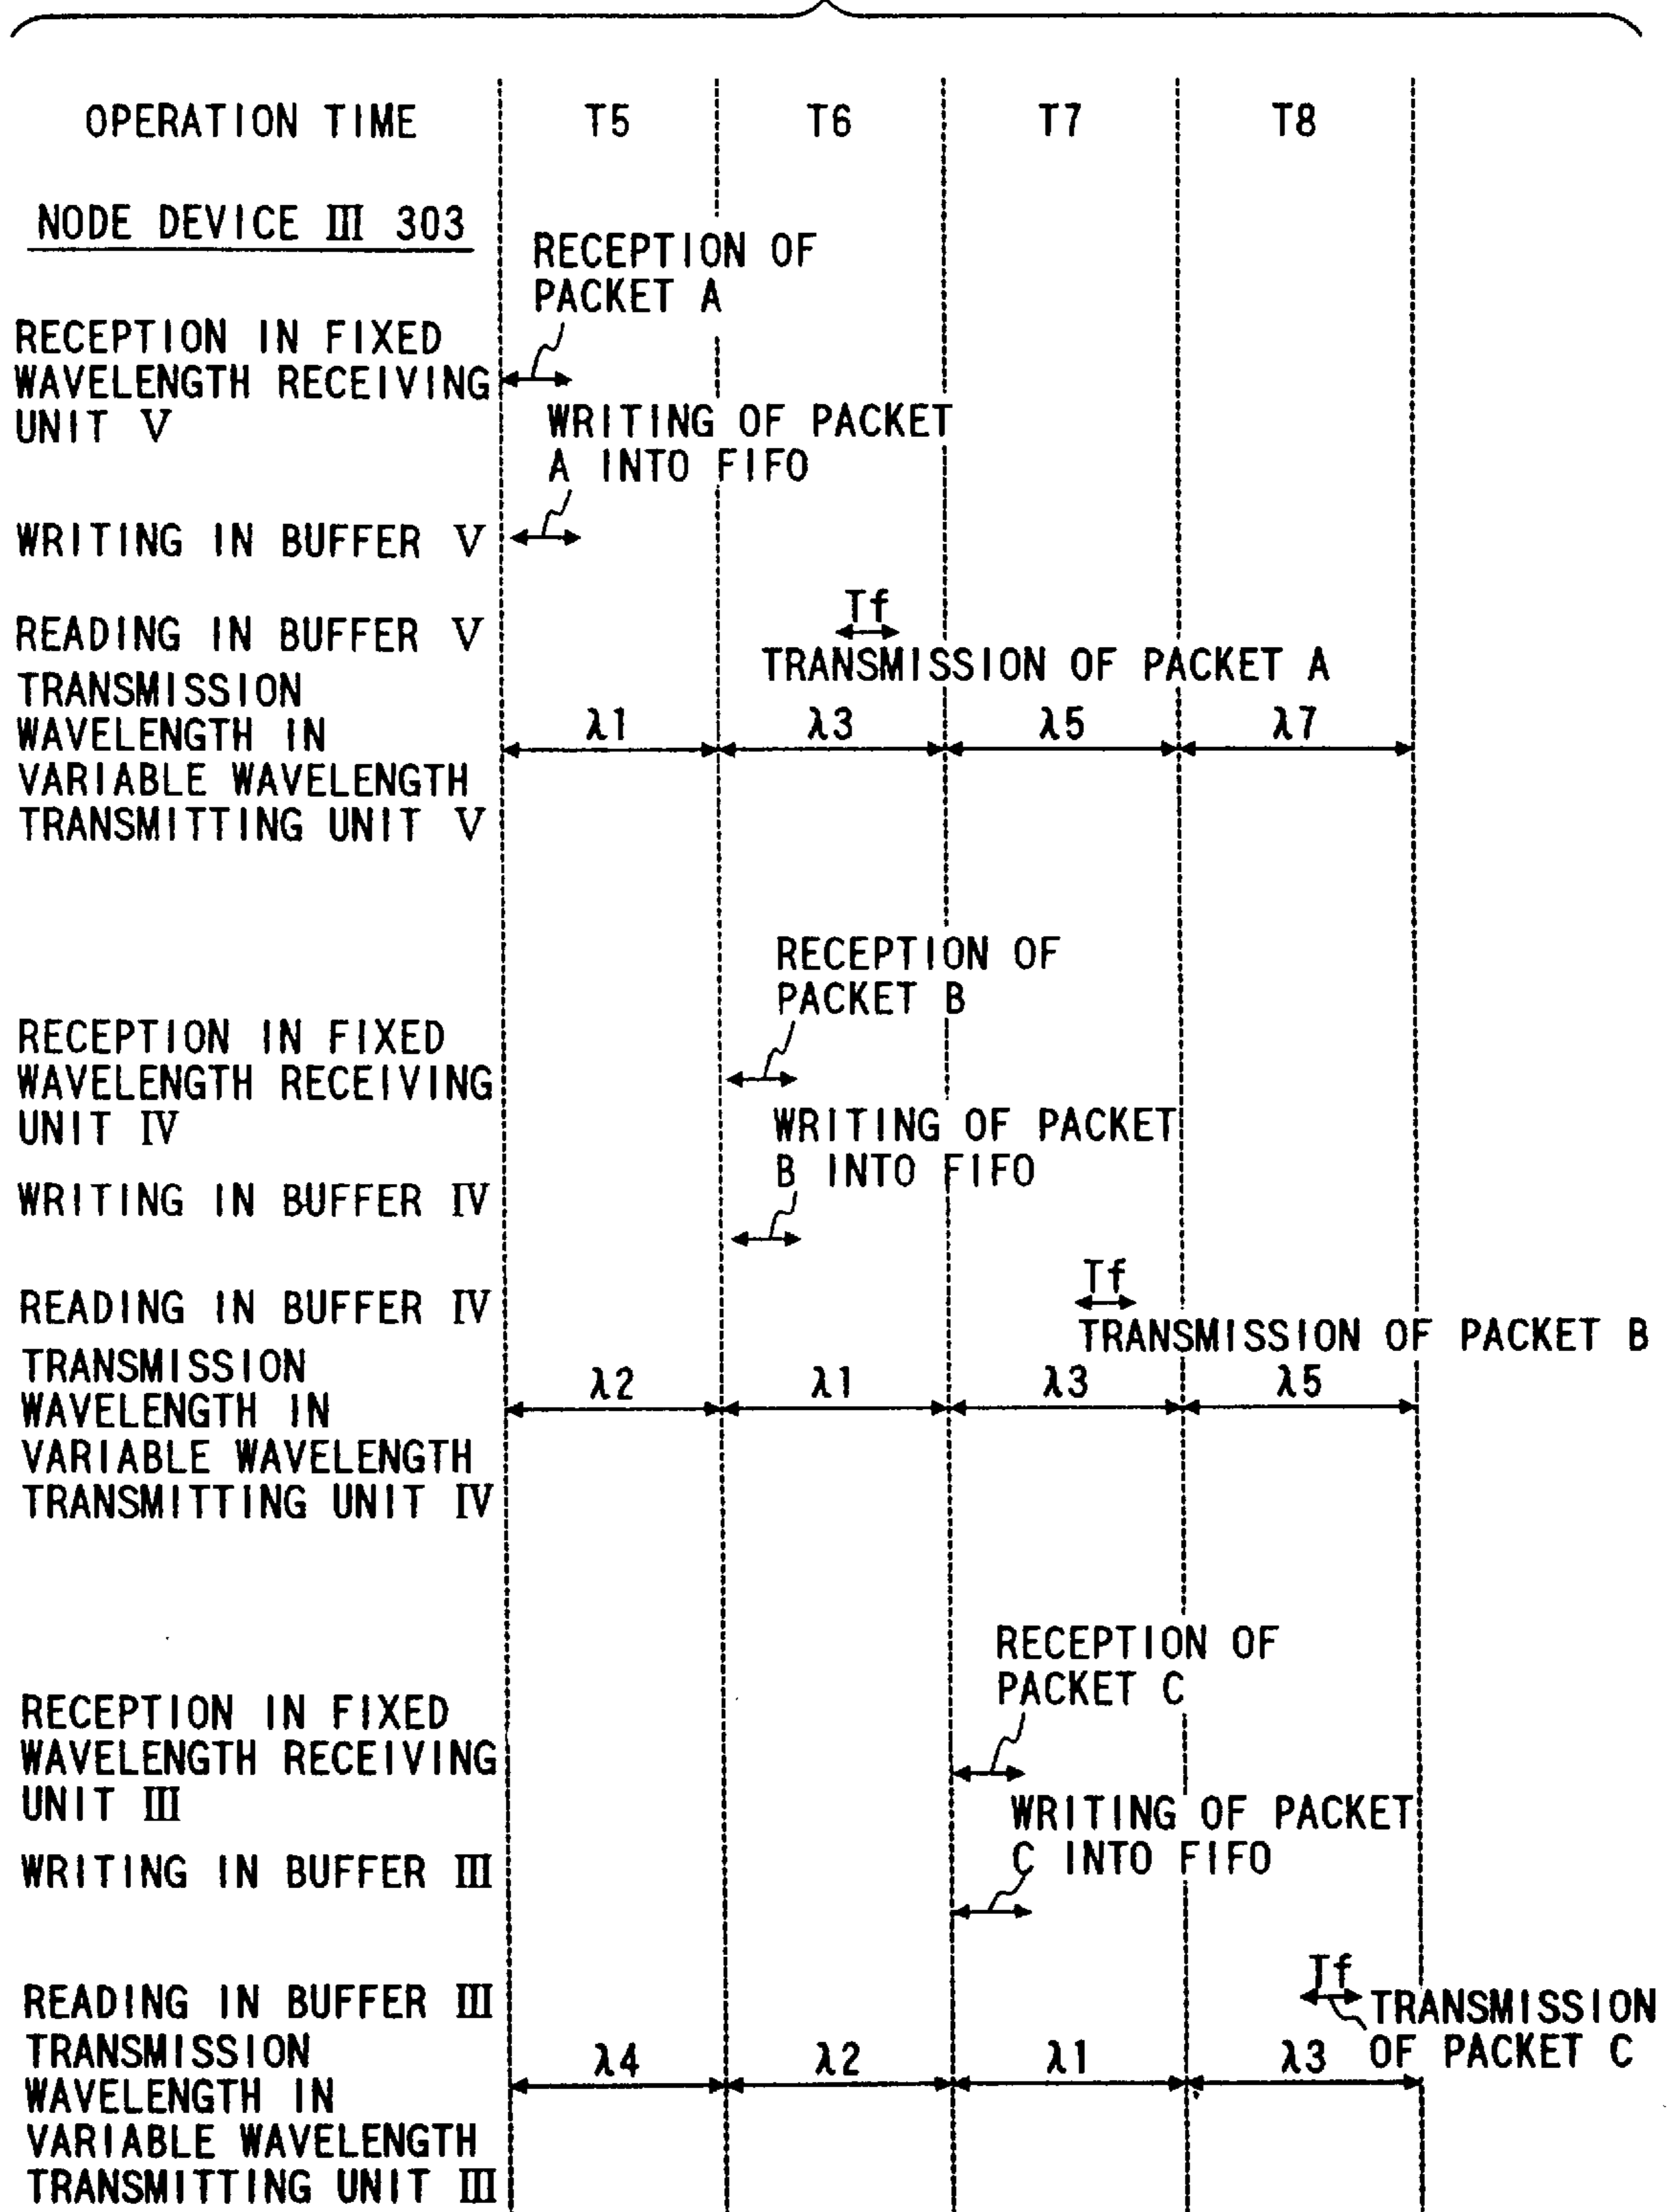 OPERATION TIME T5 T6 T7 T8
NODE DEVICE III 303
RECEPTION OF
PACKET A
RECEPTION IN FIXED
WAVELENGTH RECEIVING
UNIT V
WRITING OF PACKET
A INTO FIFO
WRITING IN BUFFER V
Tf
READING IN BUFFER V
TRANSMISSION OF PACKET A
TRANSMISSION
WAVELENGTH IN
VARIABLE WAVELENGTH
TRANSMITTING UNIT V
λ1 λ3 λ5 λ7
RECEPTION OF
PACKET B
RECEPTION IN FIXED
WAVELENGTH RECEIVING
UNIT IV
WRITING OF PACKET
B INTO FIFO
WRITING IN BUFFER IV
Tf
READING IN BUFFER IV
TRANSMISSION OF PACKET B
TRANSMISSION
WAVELENGTH IN
VARIABLE WAVELENGTH
TRANSMITTING UNIT IV
λ2 λ1 λ3 λ5
RECEPTION OF
PACKET C
RECEPTION IN FIXED
WAVELENGTH RECEIVING
UNIT III
WRITING OF PACKET
C INTO FIFO
WRITING IN BUFFER III
Tf
READING IN BUFFER III
TRANSMISSION
OF PACKET C
TRANSMISSION
WAVELENGTH IN
VARIABLE WAVELENGTH
TRANSMITTING UNIT III
λ4 λ2 λ1 λ3